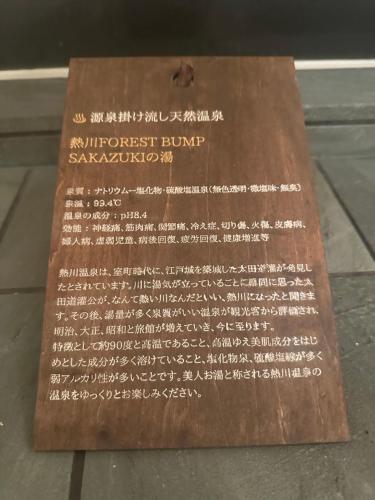 ♨ 源泉掛け流し天然温泉
熱川FOREST BUMP
SAKAZUKIの湯
泉質：ナトリウムー塩化物・硫酸塩温泉（無色透明・微塩味・無臭）
泉温：99.4℃
温泉の成分：pH8.4
効能：神経痛、筋肉痛、関節痛、冷え症、切り傷、火傷、皮膚病、
婦人病、虚弱児童、病後回復、疲労回復、健康増進等
熱川温泉は、室町時代に、江戸城を築城した太田道灌が発見し
たとされています。川に湯気が立っていることに疑問に思った太
田道灌公が、なんて熱い川なんだといい、熱川になったと聞きま
す。その後、湯量が多く泉質がいい温泉が観光客から評価され、
明治、大正、昭和と旅館が増えていき、今に至ります。
特徴として約90度と高温であること、高温ゆえ美肌成分をはじ
めとした成分が多く溶けていること、塩化物泉、硫酸塩線が多く
弱アルカリ性が多いことです。美人お湯と称される熱川温泉の
温泉をゆっくりとお楽しみください。